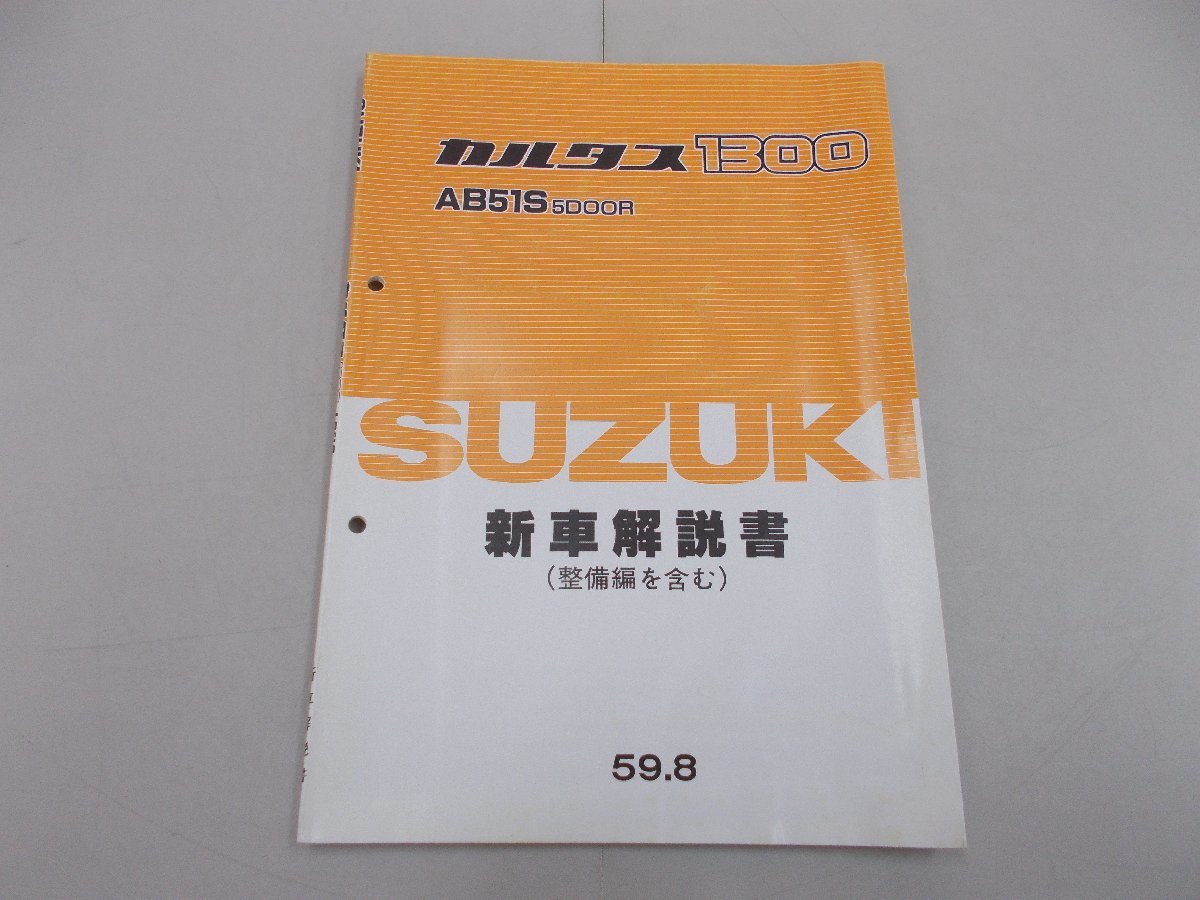 カルタス1300
AB51S 5DOOR
SUZUKI
新車解説書
(整備編を含む)
59.8
SUZUKI